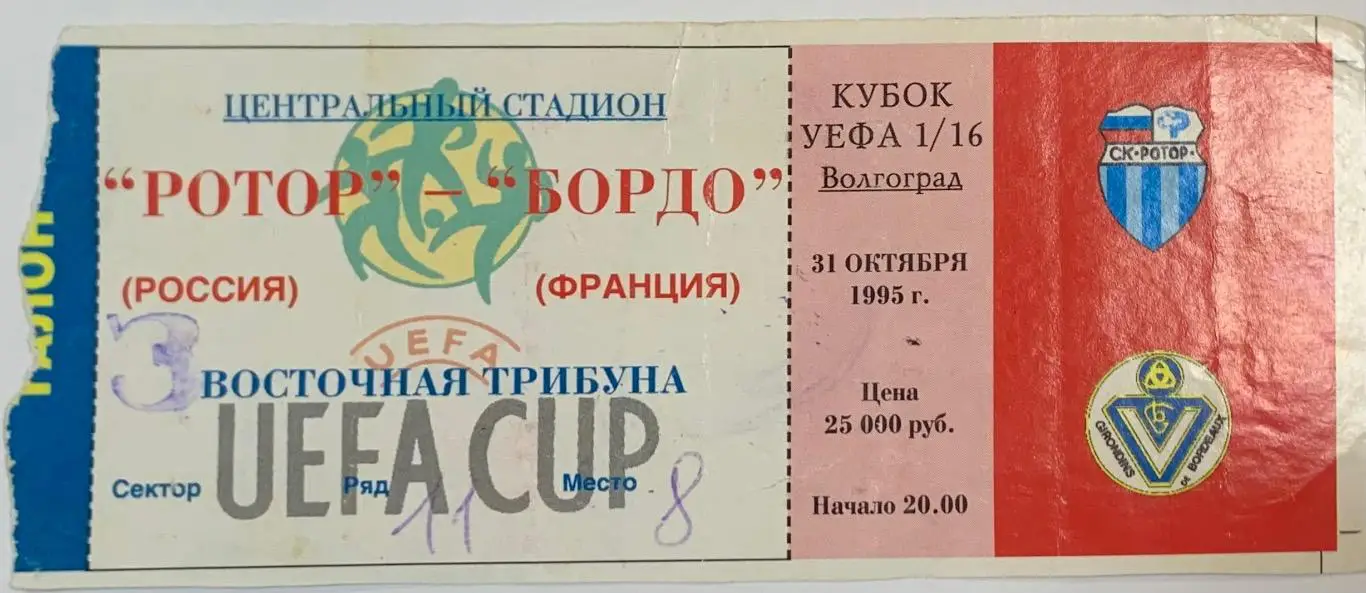 ТАЛОН
ЦЕНТРАЛЬНЫЙ СТАДИОН
“РОТОР” – “БОРДО”
(РОССИЯ) (ФРАНЦИЯ)
UEFA
3 ВОСТОЧНАЯ ТРИБУНА
UEFA CUP
Сектор Ряд 11 Место 8
КУБОК
УЕФА 1/16
Волгоград
31 ОКТЯБРЯ
1995 г.
Цена
25 000 руб.
Начало 20.00
СК•РОТОР•
GIRONDINS
DE BORDEAUX